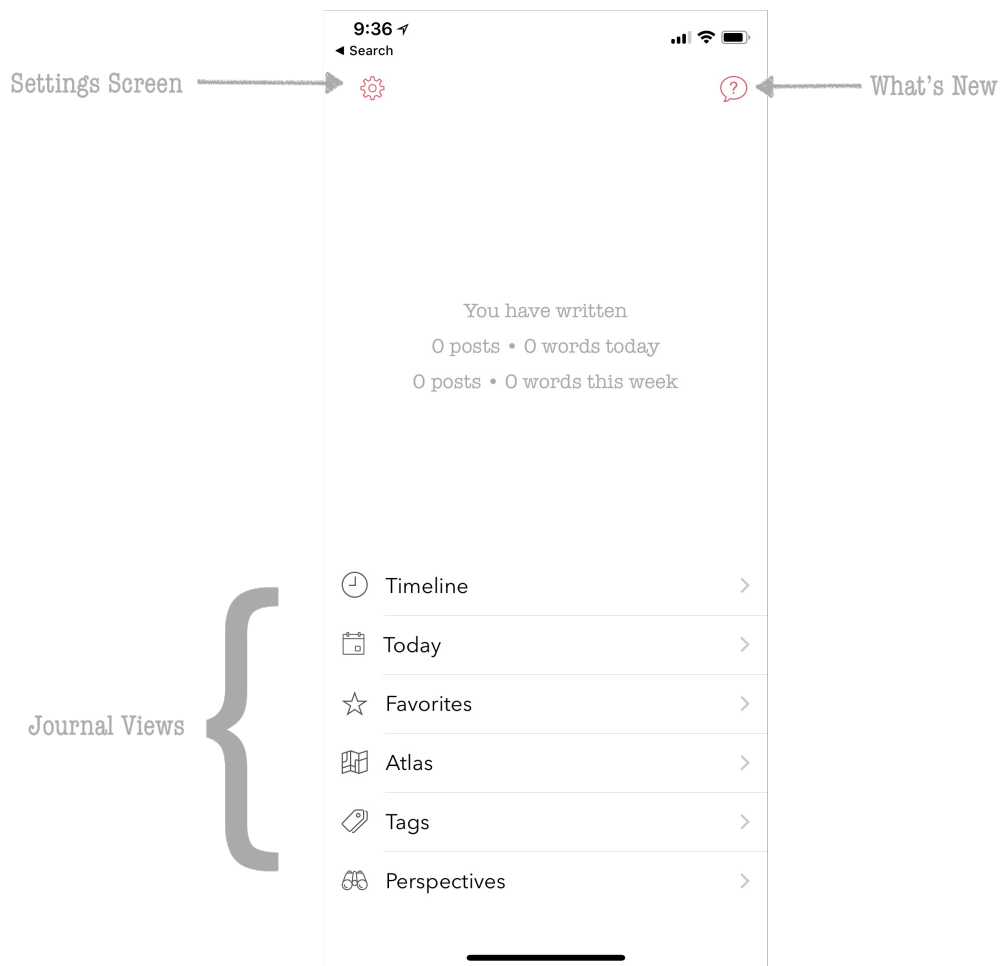 9:36
Search
Settings Screen
?
What's New
You have written
0 posts • 0 words today
0 posts • 0 words this week
Timeline
Today
Favorites
Journal Views
Atlas
Tags
Perspectives